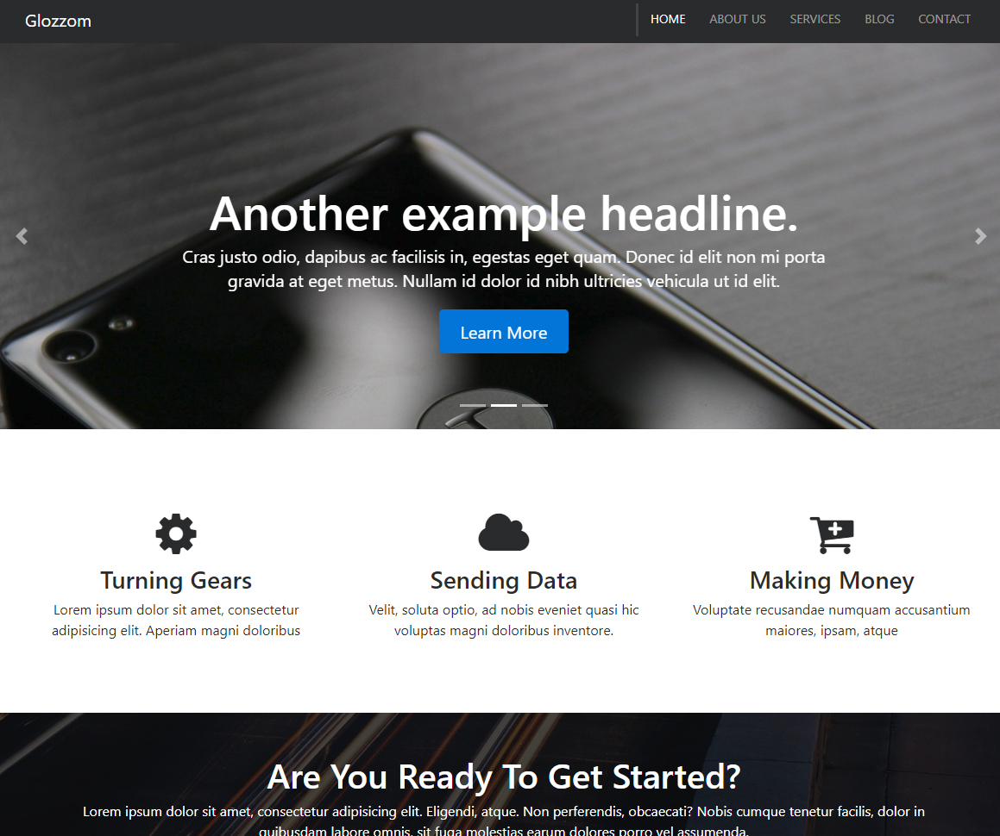 Glozzom
HOME ABOUT US SERVICES BLOG CONTACT
Another example headline.
Cras justo odio, dapibus ac facilisis in, egestas eget quam. Donec id elit non mi porta
gravida at eget metus. Nullam id dolor id nibh ultricies vehicula ut id elit.
Learn More
Turning Gears
Lorem ipsum dolor sit amet, consectetur
adipisicing elit. Aperiam magni doloribus
Sending Data
Velit, soluta optio, ad nobis eveniet quasi hic
voluptas magni doloribus inventore.
Making Money
Voluptate recusandae numquam accusantium
maiores, ipsam, atque
Are You Ready To Get Started?
Lorem ipsum dolor sit amet, consectetur adipisicing elit. Eligendi, atque. Non perferendis, obcaecati? Nobis cumque tenetur facilis, dolor in
quibusdam labore omnis, sit fuga molestias earum dolores porro vel assumenda.